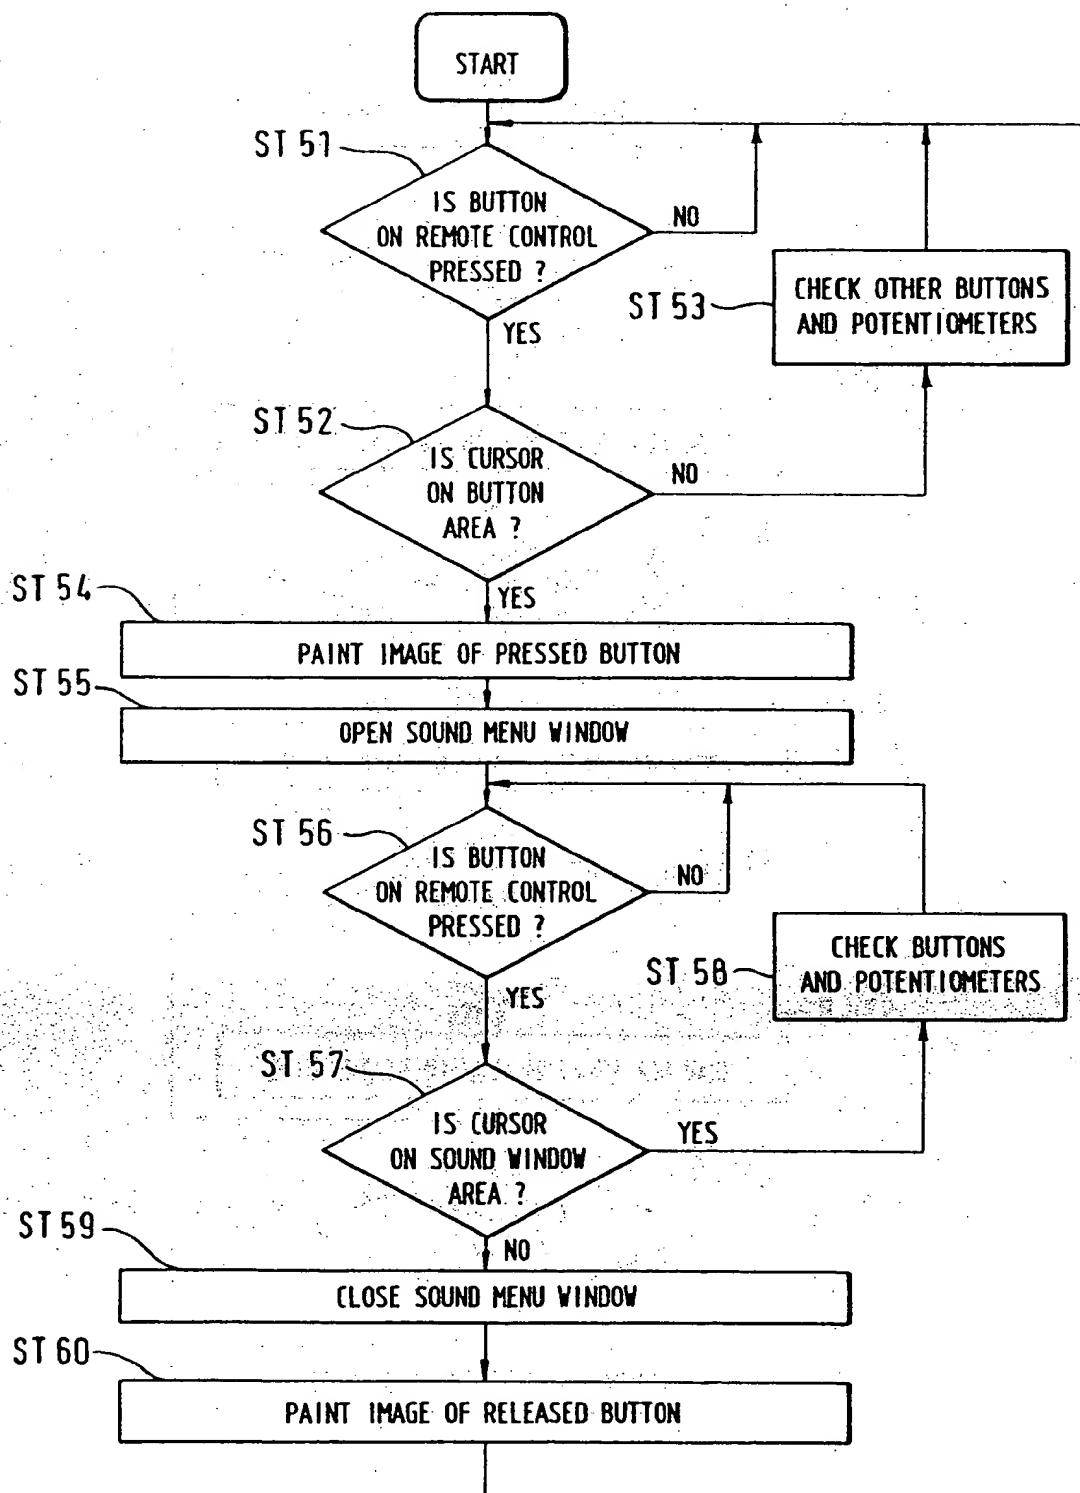 START
ST 51
IS BUTTON
ON REMOTE CONTROL
PRESSED ?
NO
YES
ST 53
CHECK OTHER BUTTONS
AND POTENTIOMETERS
ST 52
IS CURSOR
ON BUTTON
AREA ?
NO
YES
ST 54
PAINT IMAGE OF PRESSED BUTTON
ST 55
OPEN SOUND MENU WINDOW
ST 56
IS BUTTON
ON REMOTE CONTROL
PRESSED ?
NO
YES
ST 58
CHECK BUTTONS
AND POTENTIOMETERS
ST 57
IS CURSOR
ON SOUND WINDOW
AREA ?
YES
NO
ST 59
CLOSE SOUND MENU WINDOW
ST 60
PAINT IMAGE OF RELEASED BUTTON